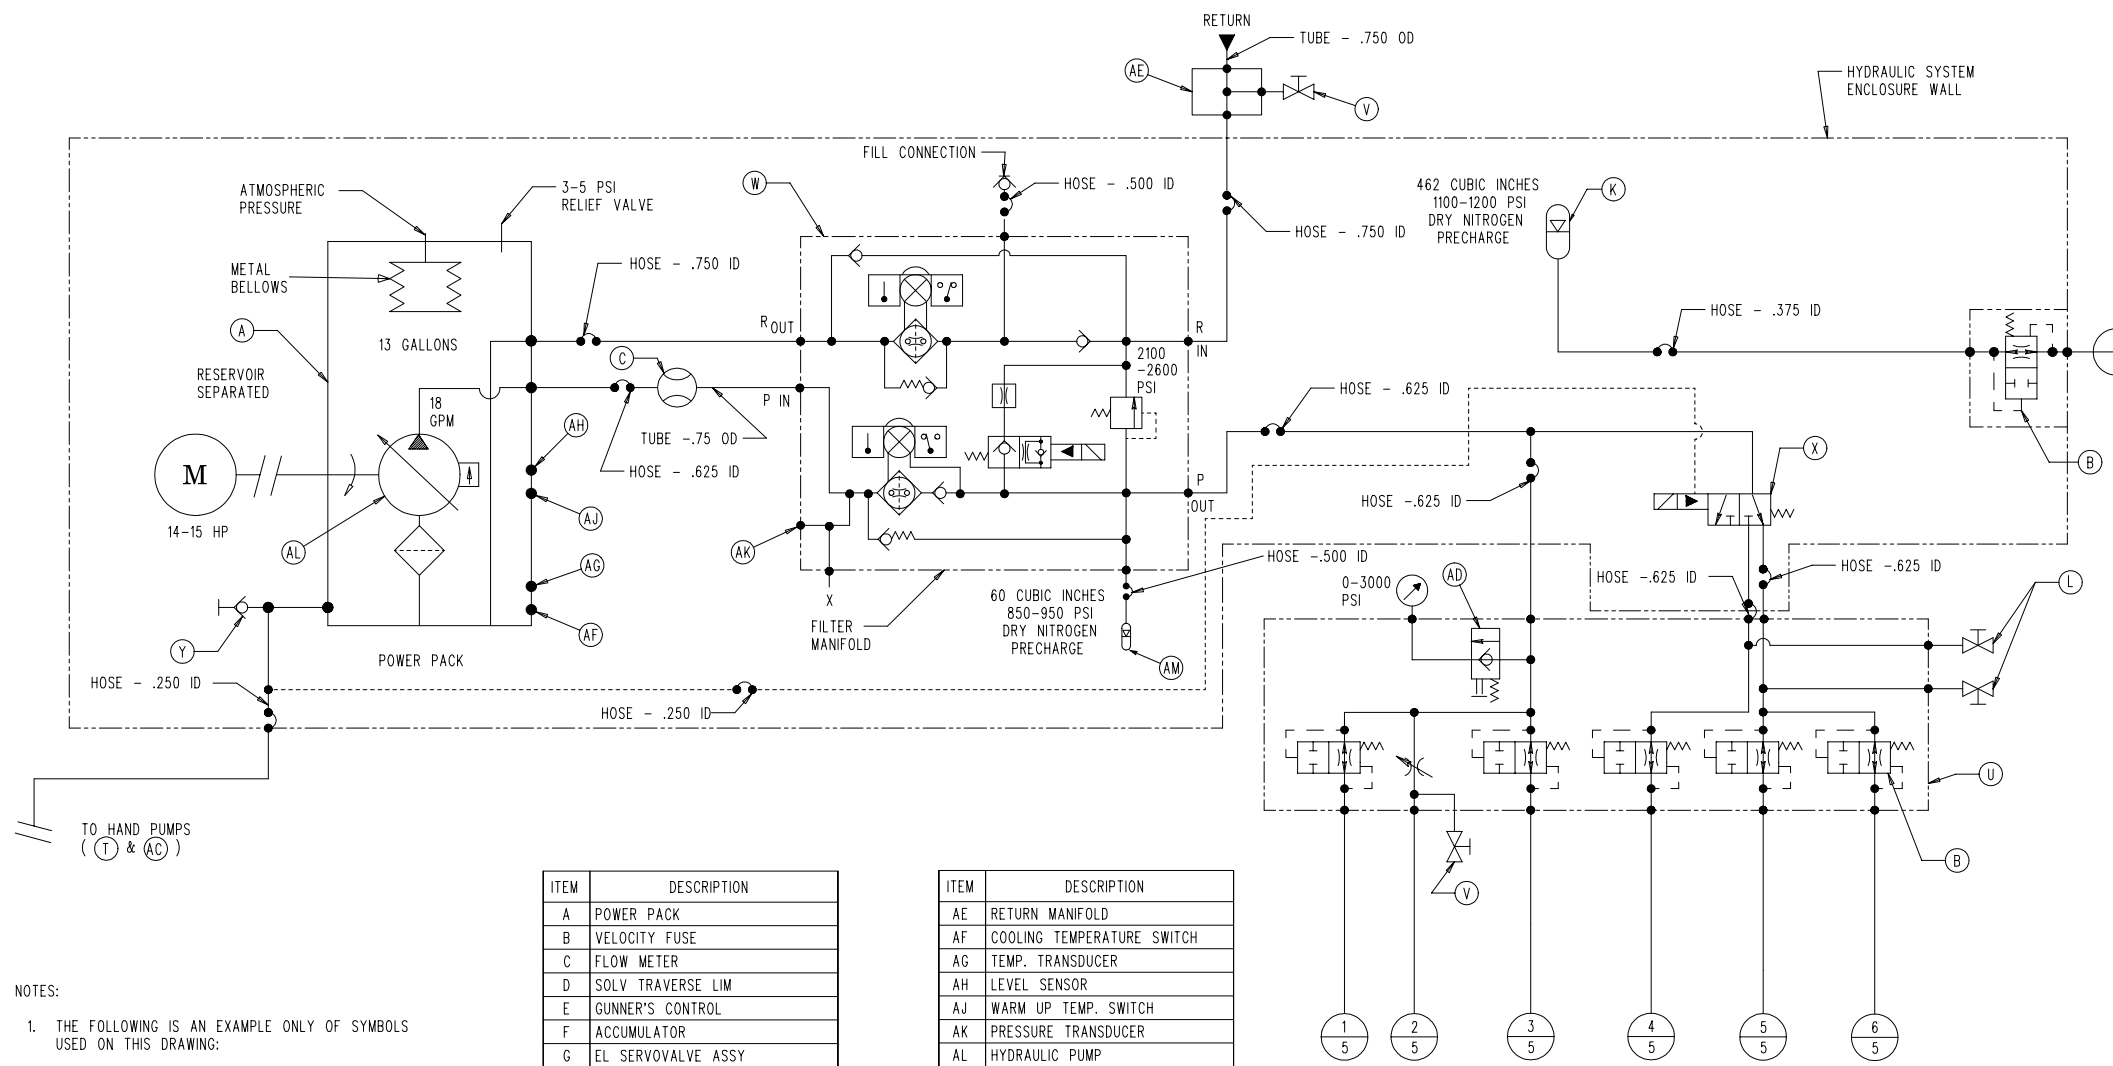 RETURN
TUBE - .750 OD
AE
V
HYDRAULIC SYSTEM
ENCLOSURE WALL
FILL CONNECTION
W
HOSE - .500 ID
ATMOSPHERIC
PRESSURE
3-5 PSI
RELIEF VALVE
462 CUBIC INCHES
1100-1200 PSI
DRY NITROGEN
PRECHARGE
K
HOSE - .750 ID
METAL
BELLOWS
HOSE - .750 ID
A
13 GALLONS
R OUT
R
IN
HOSE - .375 ID
C
2100
-2600
PSI
RESERVOIR
SEPARATED
18
GPM
P IN
HOSE - .625 ID
AH
TUBE -.75 OD
HOSE - .625 ID
X
B
M
P
OUT
HOSE -.625 ID
14-15 HP
AL
AJ
AK
AG
HOSE -.500 ID
0-3000
PSI
AD
HOSE -.625 ID
HOSE -.625 ID
L
X
60 CUBIC INCHES
850-950 PSI
DRY NITROGEN
PRECHARGE
FILTER
MANIFOLD
AF
Y
POWER PACK
AM
HOSE - .250 ID
HOSE - .250 ID
U
TO HAND PUMPS
( T & AC )
B
V
ITEM DESCRIPTION
A POWER PACK
B VELOCITY FUSE
C FLOW METER
D SOLV TRAVERSE LIM
E GUNNER'S CONTROL
F ACCUMULATOR
G EL SERVOVALVE ASSY
ITEM DESCRIPTION
AE RETURN MANIFOLD
AF COOLING TEMPERATURE SWITCH
AG TEMP. TRANSDUCER
AH LEVEL SENSOR
AJ WARM UP TEMP. SWITCH
AK PRESSURE TRANSDUCER
AL HYDRAULIC PUMP
NOTES:
1. THE FOLLOWING IS AN EXAMPLE ONLY OF SYMBOLS
USED ON THIS DRAWING:
1 2 3 4 5 6
5 5 5 5 5 5